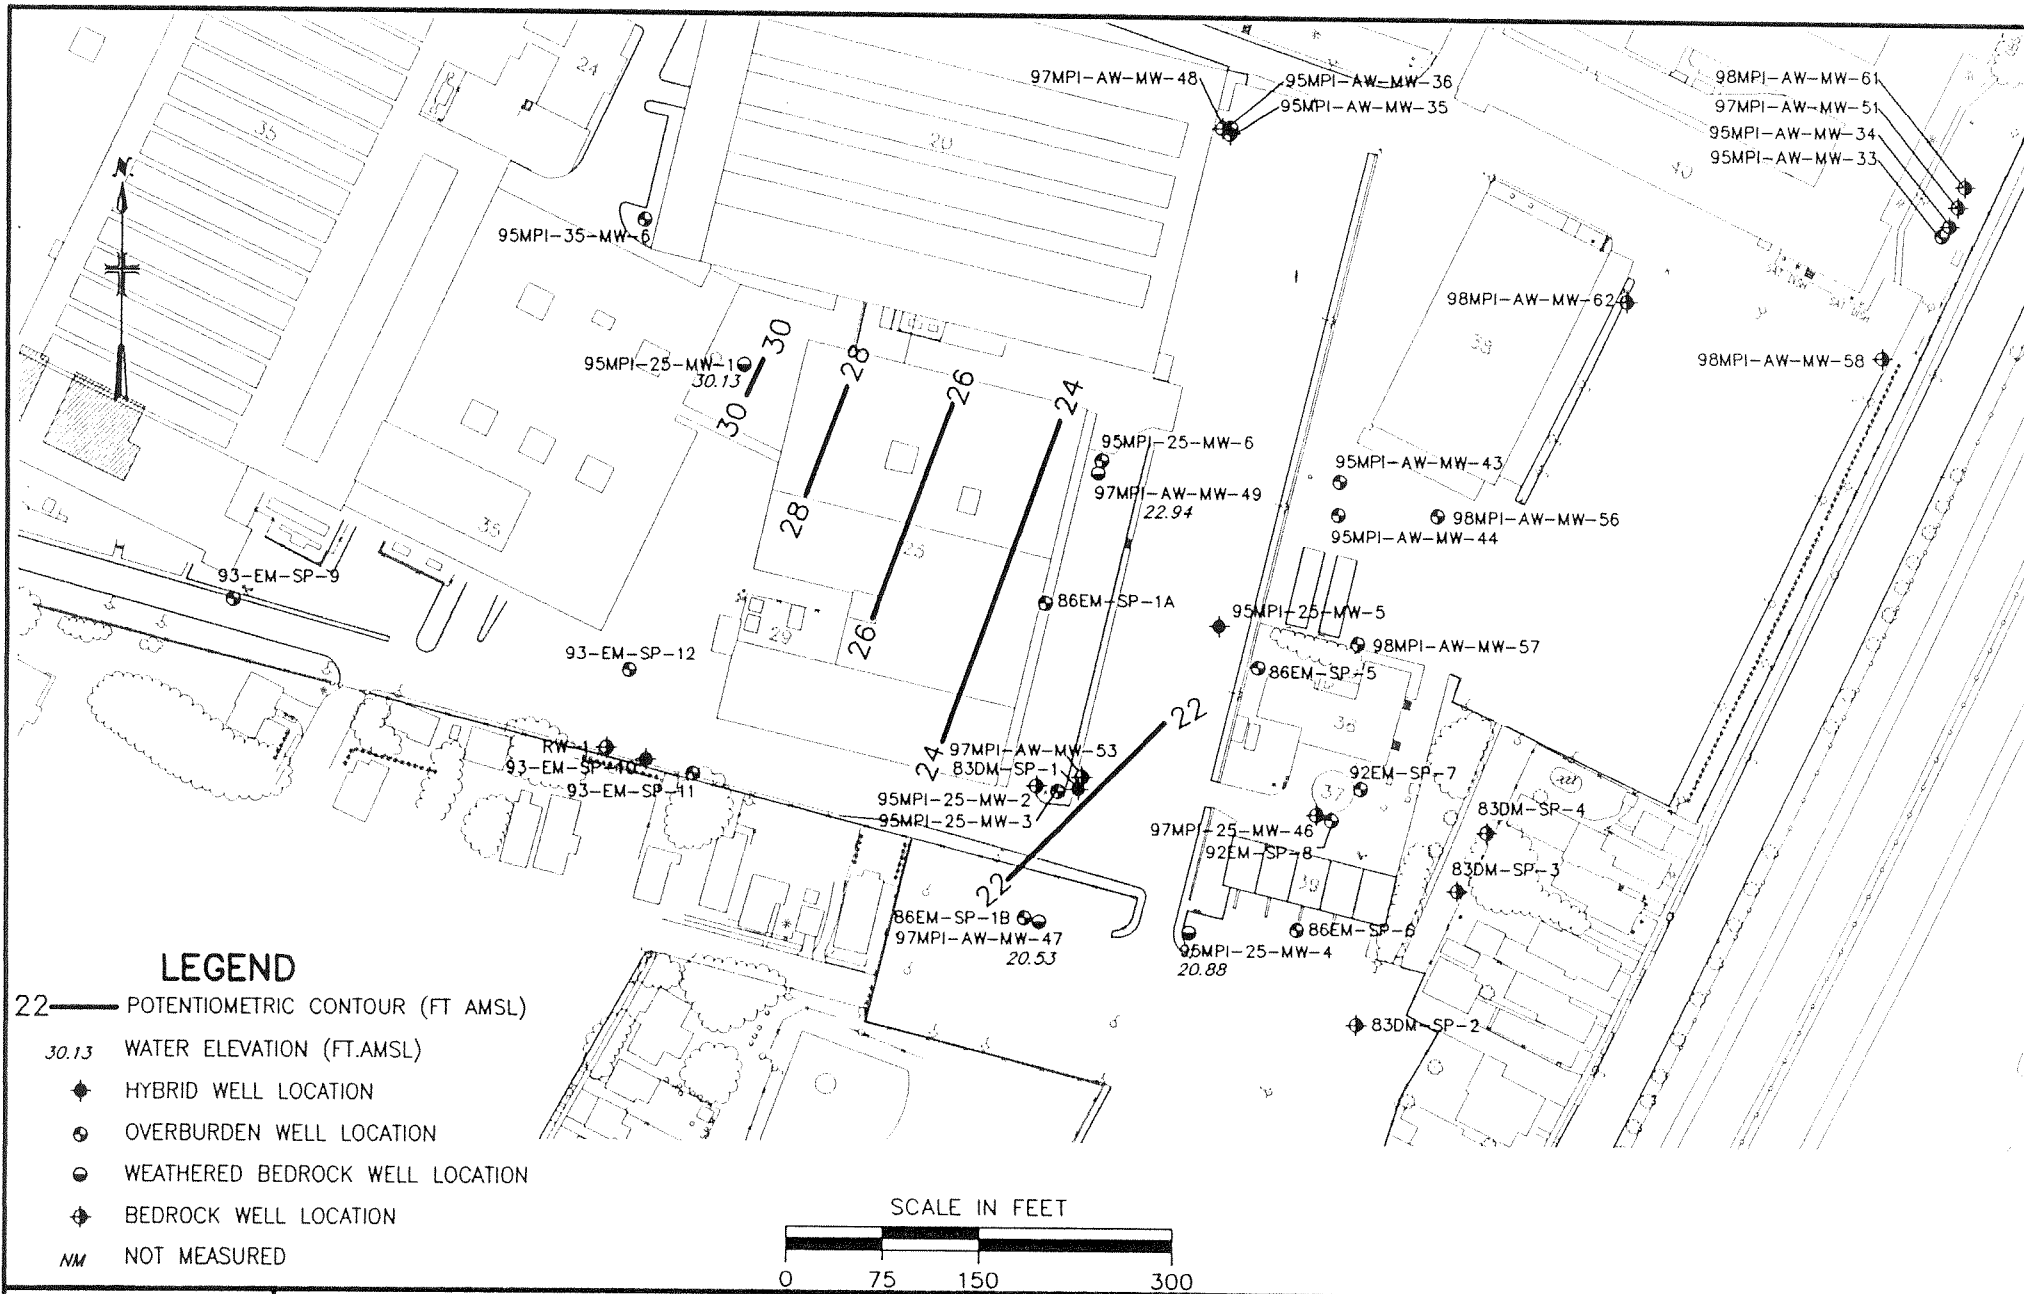 97MPI-AW-MW-48
95MPI-AW-MW-36
95MPI-AW-MW-35
98MPI-AW-MW-61
97MPI-AW-MW-51
95MPI-AW-MW-34
95MPI-AW-MW-33
24
35
20
40
N.
95MPI-35-MW-6
98MPI-AW-MW-62
38
98MPI-AW-MW-58
95MPI-25-MW-1
30.13
30
30
28
28
26
26
24
24
95MPI-25-MW-6
97MPI-AW-MW-49
22.94
95MPI-AW-MW-43
98MPI-AW-MW-56
95MPI-AW-MW-44
35
25
93-EM-SP-9
86EM-SP-1A
95MPI-25-MW-5
29
93-EM-SP-12
98MPI-AW-MW-57
86EM-SP-5
36
22
22
RW-1
93-EM-SP-10
93-EM-SP-11
97MPI-AW-MW-53
83DM-SP-1
95MPI-25-MW-2
95MPI-25-MW-3
92EM-SP-7
37
83DM-SP-4
97MPI-25-MW-46
92EM-SP-8
39
83DM-SP-3
86EM-SP-1B
97MPI-AW-MW-47
20.53
86EM-SP-6
95MPI-25-MW-4
20.88
83DM-SP-2
LEGEND
22 POTENTIOMETRIC CONTOUR (FT AMSL)
30.13 WATER ELEVATION (FT.AMSL)
HYBRID WELL LOCATION
OVERBURDEN WELL LOCATION
WEATHERED BEDROCK WELL LOCATION
BEDROCK WELL LOCATION
NM NOT MEASURED
SCALE IN FEET
0 75 150 300